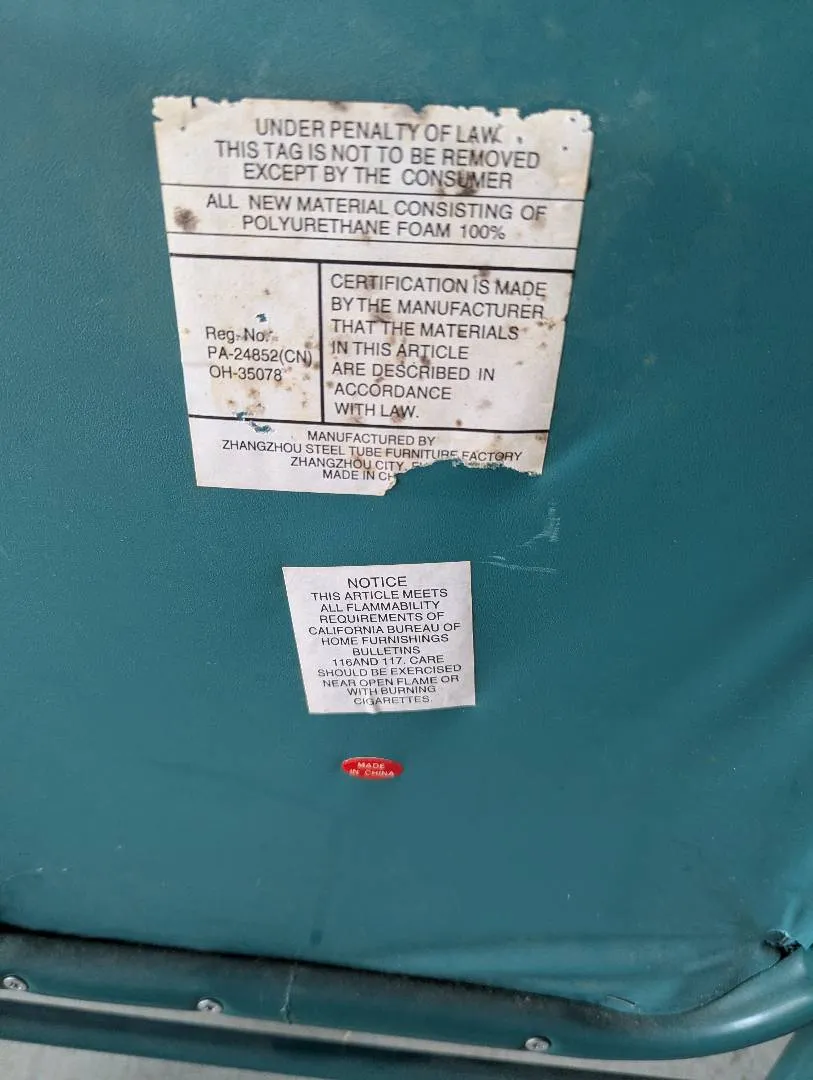 UNDER PENALTY OF LAW
THIS TAG IS NOT TO BE REMOVED
EXCEPT BY THE CONSUMER
ALL NEW MATERIAL CONSISTING OF
POLYURETHANE FOAM 100%
Reg. No.
PA-24852(CN)
OH-35078
CERTIFICATION IS MADE
BY THE MANUFACTURER
THAT THE MATERIALS
IN THIS ARTICLE
ARE DESCRIBED IN
ACCORDANCE
WITH LAW.
MANUFACTURED BY
ZHANGZHOU STEEL TUBE FURNITURE FACTORY
ZHANGZHOU CITY,
MADE IN CH
NOTICE
THIS ARTICLE MEETS
ALL FLAMMABILITY
REQUIREMENTS OF
CALIFORNIA BUREAU OF
HOME FURNISHINGS
BULLETINS
116AND 117. CARE
SHOULD BE EXERCISED
NEAR OPEN FLAME OR
WITH BURNING
CIGARETTES.
MADE
IN CHINA